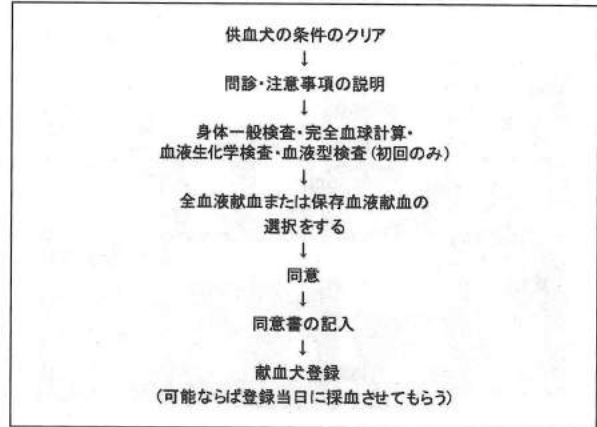 供血犬の条件のクリア
↓
問診・注意事項の説明
↓
身体一般検査・完全血球計算・
血液生化学検査・血液型検査(初回のみ)
↓
全血液献血または保存血液献血の
選択をする
↓
同意
↓
同意書の記入
↓
献血犬登録
(可能ならば登録当日に採血させてもらう)